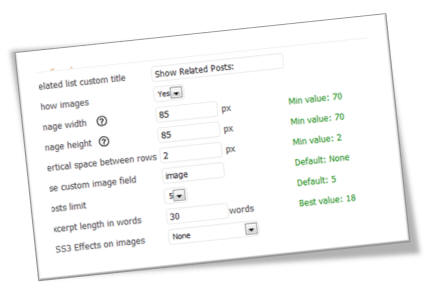 elated list custom title Show Related Posts:
how images Yes
nage width 85 px Min value: 70
nage height 85 px Min value: 70
ertical space between rows 2 px Min value: 2
se custom image field image Default: None
osts limit 5 Default: 5
xcerpt length in words 30 words Best value: 18
SS3 Effects on images None